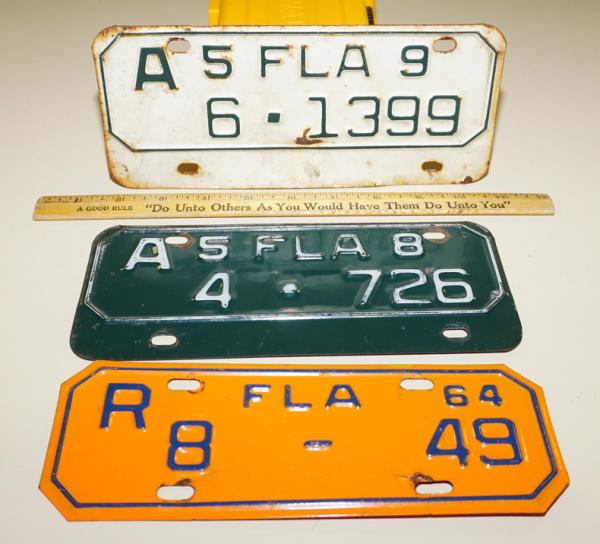 A 5 FLA 9
6 · 1399
A GOOD RULE "Do Unto Others As You Would Have Them Do Unto You"
A 5 FLA 8
4 · 726
R FLA 64
8 - 49